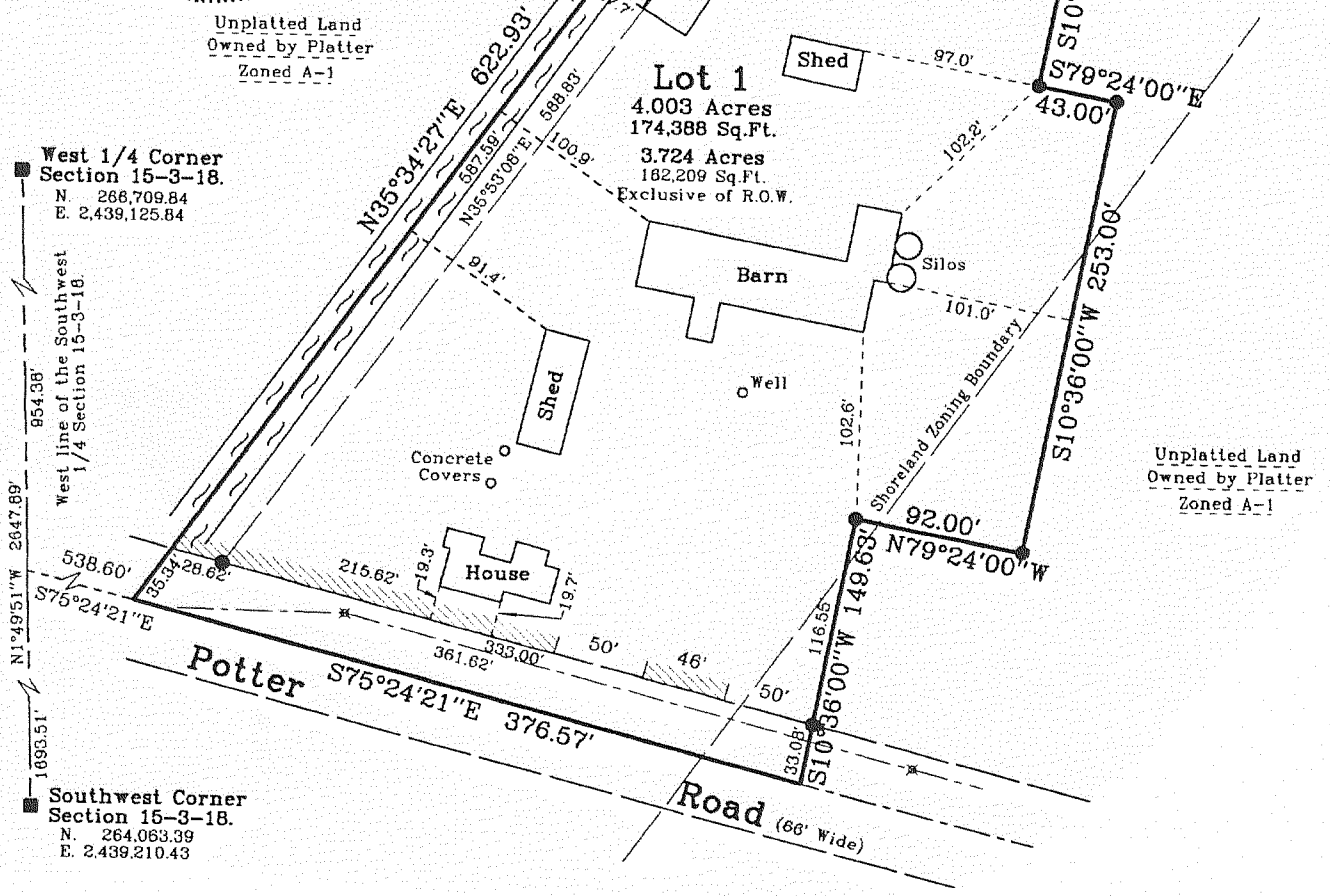 Unplatted Land
Owned by Platter
Zoned A-1
622.93'
N35°34'27"E
588.83'
587.59'
N35°53'08"E
100.9'
91.4'
Lot 1
4.003 Acres
174,388 Sq.Ft.
3.724 Acres
162,209 Sq.Ft.
Exclusive of R.O.W.
Shed
97.0'
S10°
S79°24'00"E
43.00'
102.2'
West 1/4 Corner
Section 15-3-18.
N. 266,709.84
E. 2,439,125.84
West line of the Southwest
1/4 Section 15-3-18.
954.38'
N1°49'51"W 2647.89'
1693.51'
Barn
Silos
101.0'
S10°36'00"W 253.00'
Shoreland Zoning Boundary
Well
102.6'
Shed
Concrete
Covers
Unplatted Land
Owned by Platter
Zoned A-1
92.00'
N79°24'00"W
House
19.3'
19.7'
538.60'
S75°24'21"E
35.34'
28.62'
215.62'
333.00'
361.62'
50'
46'
50'
116.55'
S10°36'00"W 149.63'
33.08'
S75°24'21"E 376.57'
Potter
Road (66' Wide)
Southwest Corner
Section 15-3-18.
N. 264,063.39
E. 2,439,210.43